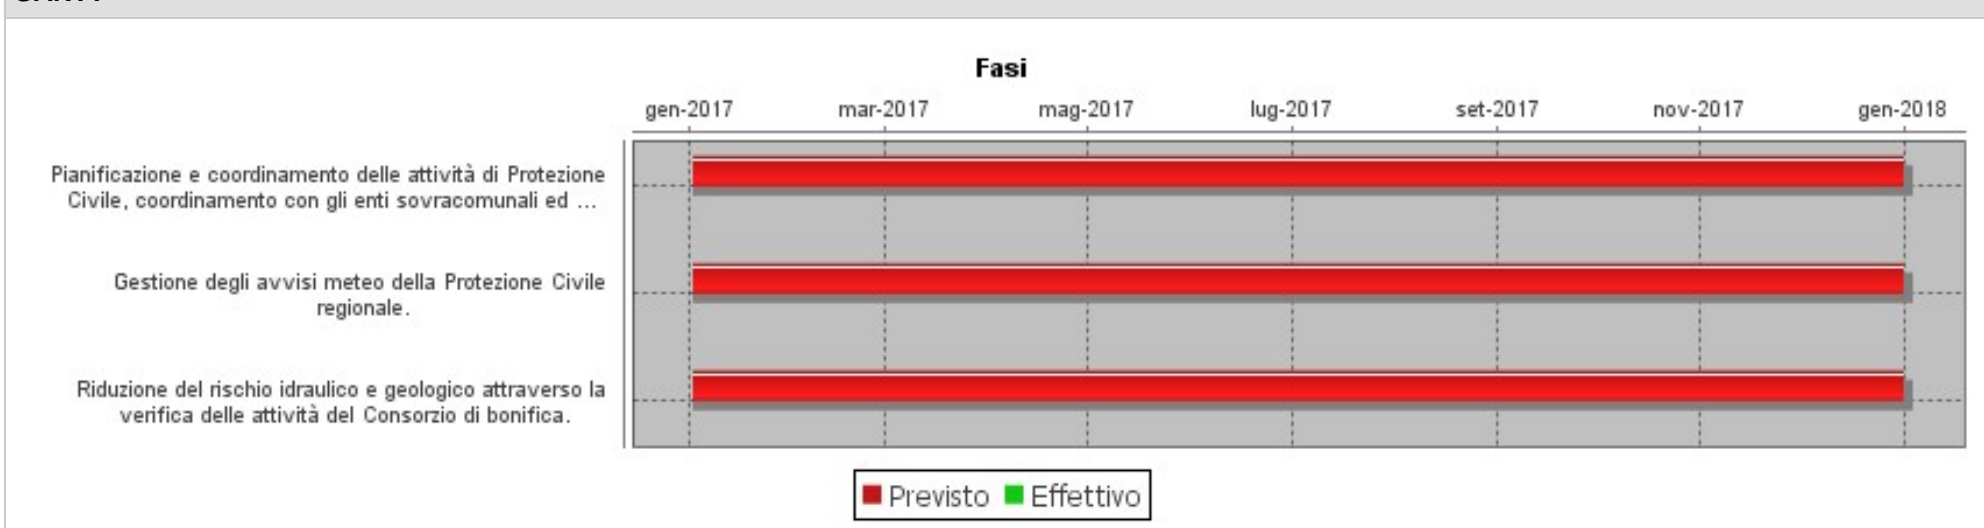 Fasi
gen-2017 mar-2017 mag-2017 lug-2017 set-2017 nov-2017 gen-2018
Pianificazione e coordinamento delle attività di Protezione
Civile, coordinamento con gli enti sovracomunali ed ...
Gestione degli avvisi meteo della Protezione Civile
regionale.
Riduzione del rischio idraulico e geologico attraverso la
verifica delle attività del Consorzio di bonifica.
Previsto Effettivo